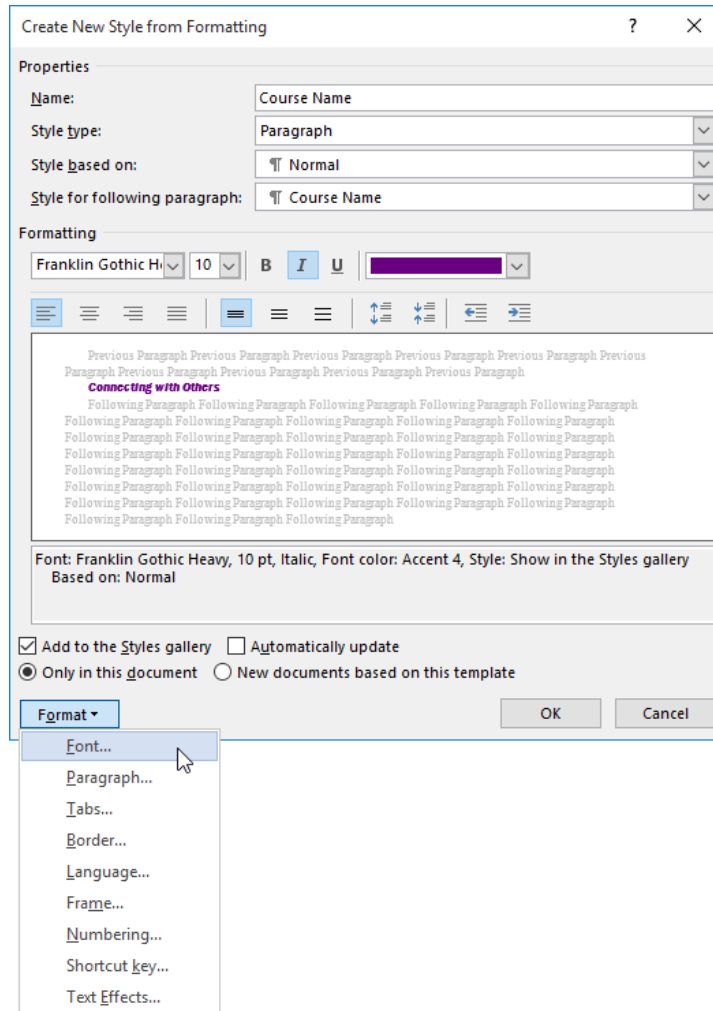 Create New Style from Formatting ?
Properties
Name: Course Name
Style type: Paragraph
Style based on: ¶ Normal
Style for following paragraph: ¶ Course Name
Formatting
Franklin Gothic H 10 B I U
Previous Paragraph Previous Paragraph Previous Paragraph Previous Paragraph Previous Paragraph Previous
Paragraph Previous Paragraph Previous Paragraph Previous Paragraph Previous Paragraph
Connecting with Others
Following Paragraph Following Paragraph Following Paragraph Following Paragraph Following Paragraph
Following Paragraph Following Paragraph Following Paragraph Following Paragraph Following Paragraph
Following Paragraph Following Paragraph Following Paragraph Following Paragraph Following Paragraph
Following Paragraph Following Paragraph Following Paragraph Following Paragraph Following Paragraph
Following Paragraph Following Paragraph Following Paragraph Following Paragraph Following Paragraph
Following Paragraph Following Paragraph Following Paragraph Following Paragraph Following Paragraph
Following Paragraph Following Paragraph Following Paragraph Following Paragraph Following Paragraph
Following Paragraph Following Paragraph Following Paragraph
Font: Franklin Gothic Heavy, 10 pt, Italic, Font color: Accent 4, Style: Show in the Styles gallery
Based on: Normal
Add to the Styles gallery Automatically update
Only in this document New documents based on this template
Format OK Cancel
Font...
Paragraph...
Tabs...
Border...
Language...
Frame...
Numbering...
Shortcut key...
Text Effects...